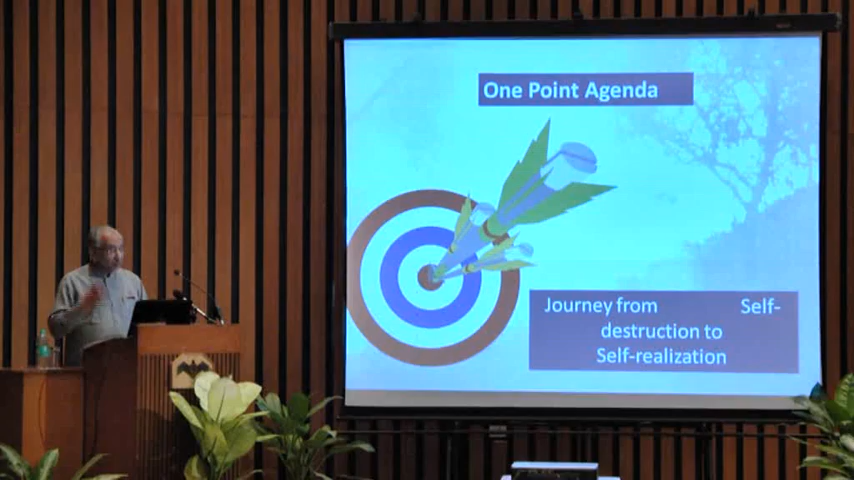 One Point Agenda
Journey from Self-
destruction to
Self-realization